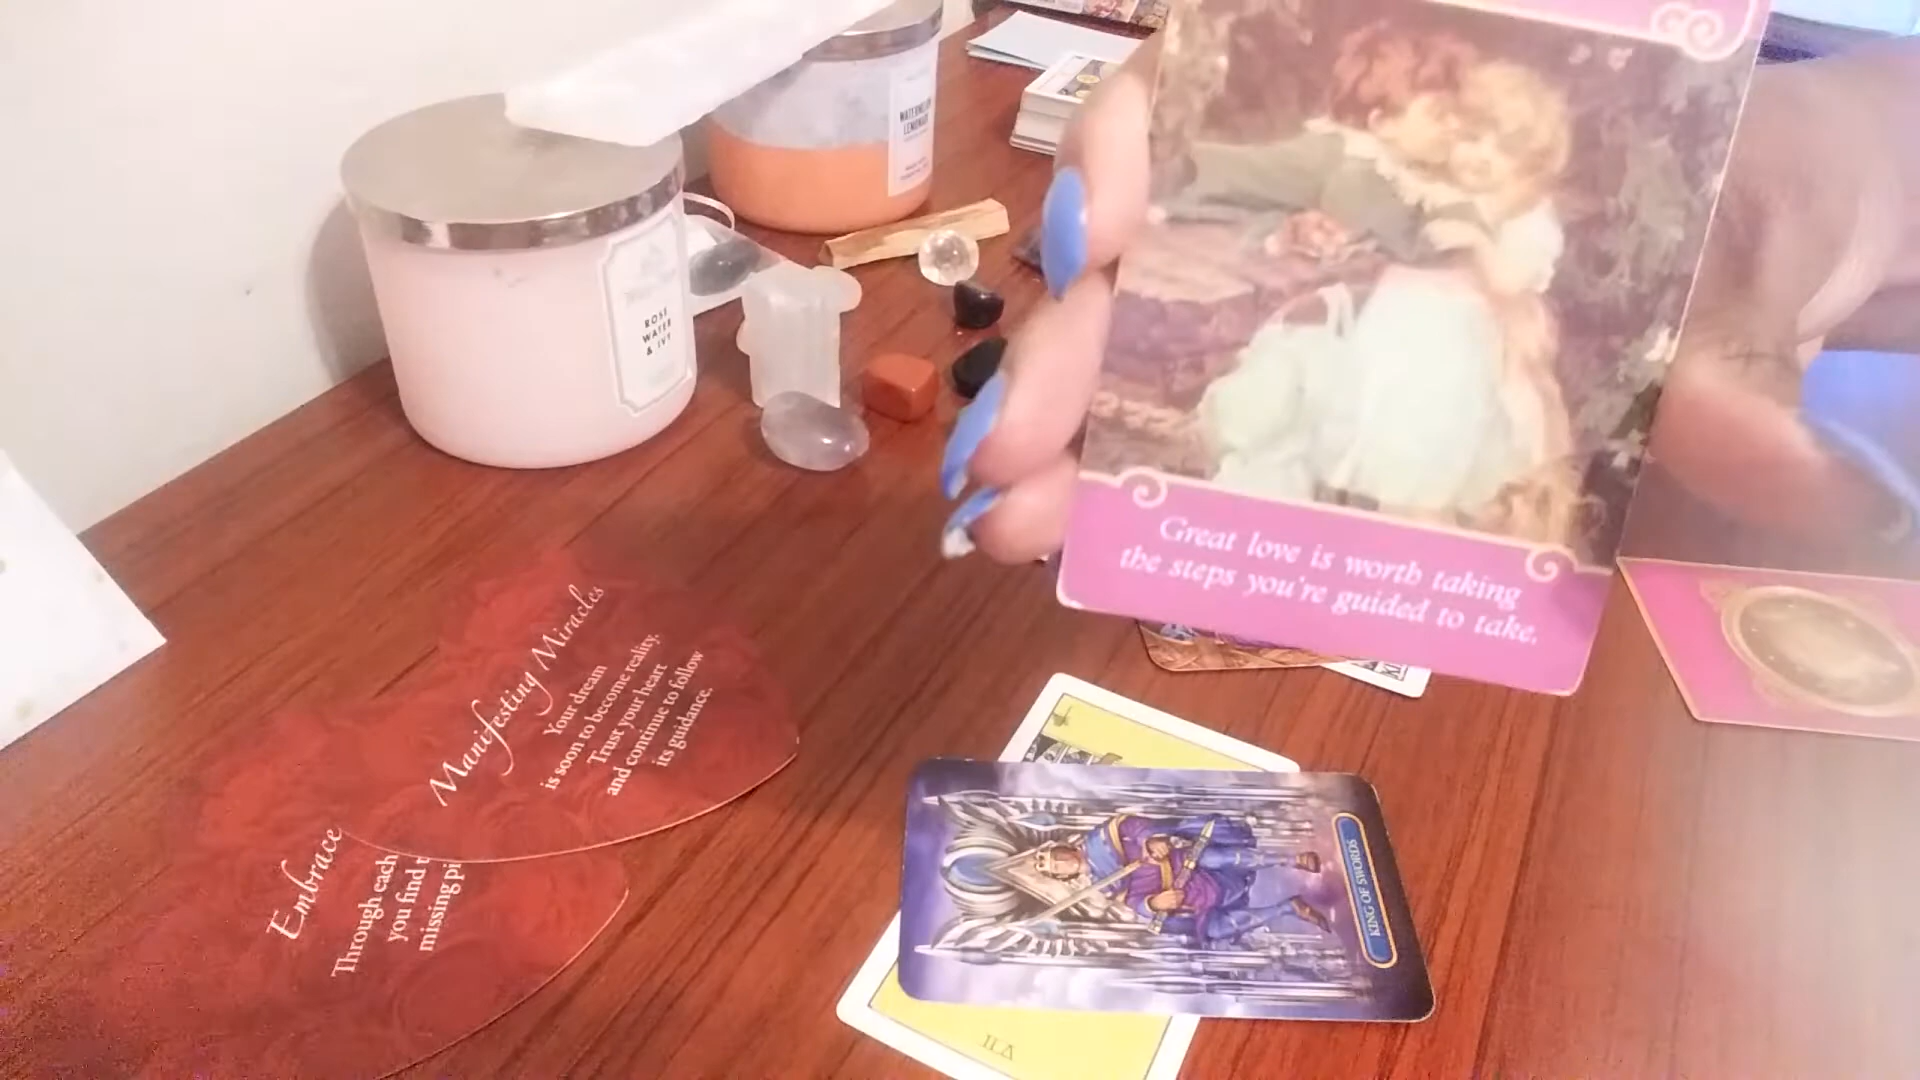 WATERMELON
LEMONADE
ROSE
WATER
& IVY
Great love is worth taking
the steps you're guided to take.
Manifesting Miracles
Your dream
is soon to become reality.
Trust your heart
and continue to follow
its guidance.
Embrace
Through each
you find
missing
KING OF SWORDS